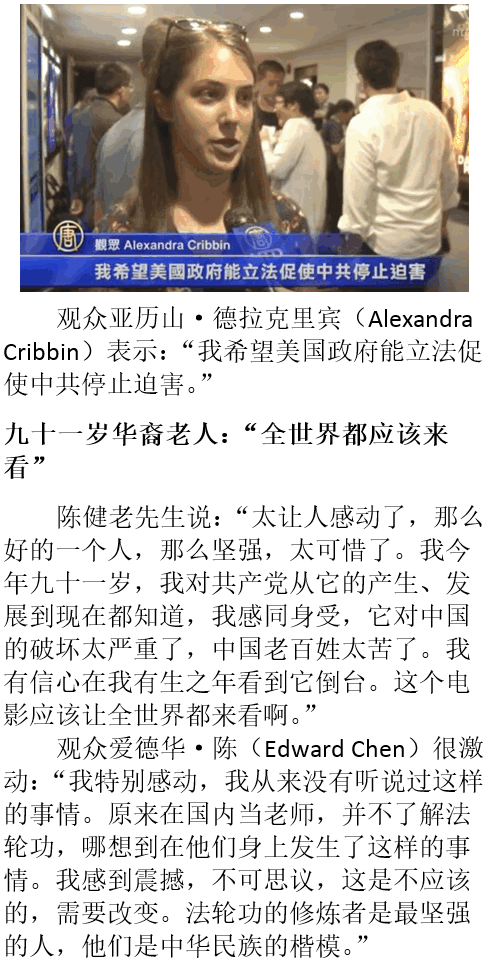 唐
觀眾 Alexandra Cribbin
我希望美國政府能立法促使中共停止迫害
观众亚历山·德拉克里宾（Alexandra
Cribbin）表示：“我希望美国政府能立法促
使中共停止迫害。”
九十一岁华裔老人：“全世界都应该来
看”
陈健老先生说：“太让人感动了，那么
好的一个人，那么坚强，太可惜了。我今
年九十一岁，我对共产党从它的产生、发
展到现在都知道，我感同身受，它对中国
的破坏太严重了，中国老百姓太苦了。我
有信心在我有生之年看到它倒台。这个电
影应该让全世界都来看啊。”
观众爱德华·陈（Edward Chen）很激
动：“我特别感动，我从来没有听说过这样
的事情。原来在国内当老师，并不了解法
轮功，哪想到在他们身上发生了这样的事
情。我感到震撼，不可思议，这是不应该
的，需要改变。法轮功的修炼者是最坚强
的人，他们是中华民族的楷模。”